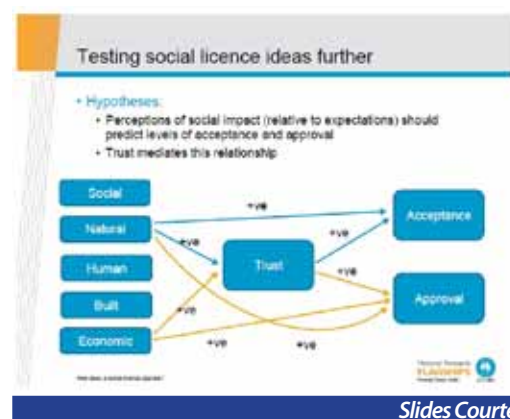 Testing social licence ideas further
• Hypotheses:
• Perceptions of social impact (relative to expectations) should
predict levels of acceptance and approval
• Trust mediates this relationship
Social
Natural
Human
Built
Economic
+ve
+ve
+ve
+ve
+ve
+ve
+ve
Trust
Acceptance
Approval
FLAGSHIPS
Slides Courte